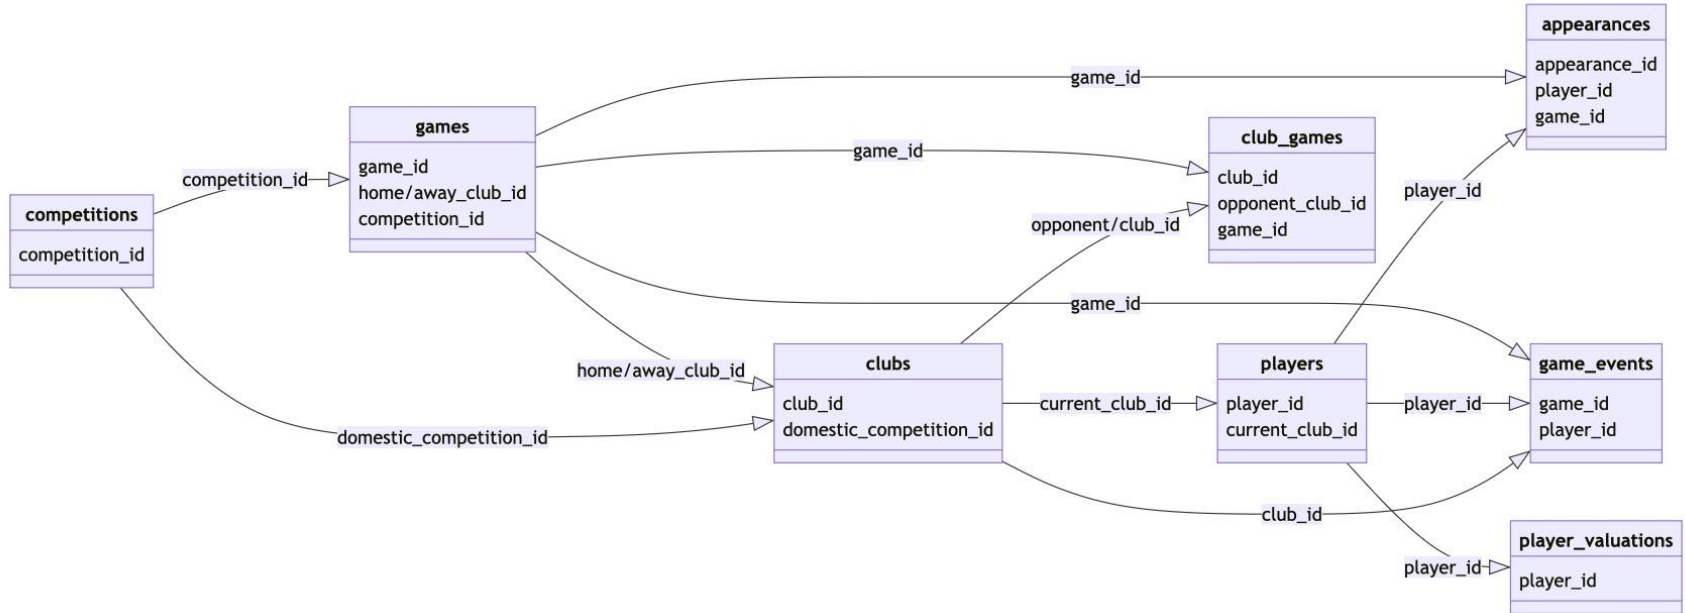 competitions
competition_id
competition_id
domestic_competition_id
games
game_id
home/away_club_id
competition_id
game_id
game_id
game_id
home/away_club_id
clubs
club_id
domestic_competition_id
opponent/club_id
current_club_id
club_id
club_games
club_id
opponent_club_id
game_id
players
player_id
current_club_id
player_id
player_id
player_id
appearances
appearance_id
player_id
game_id
game_events
game_id
player_id
player_valuations
player_id